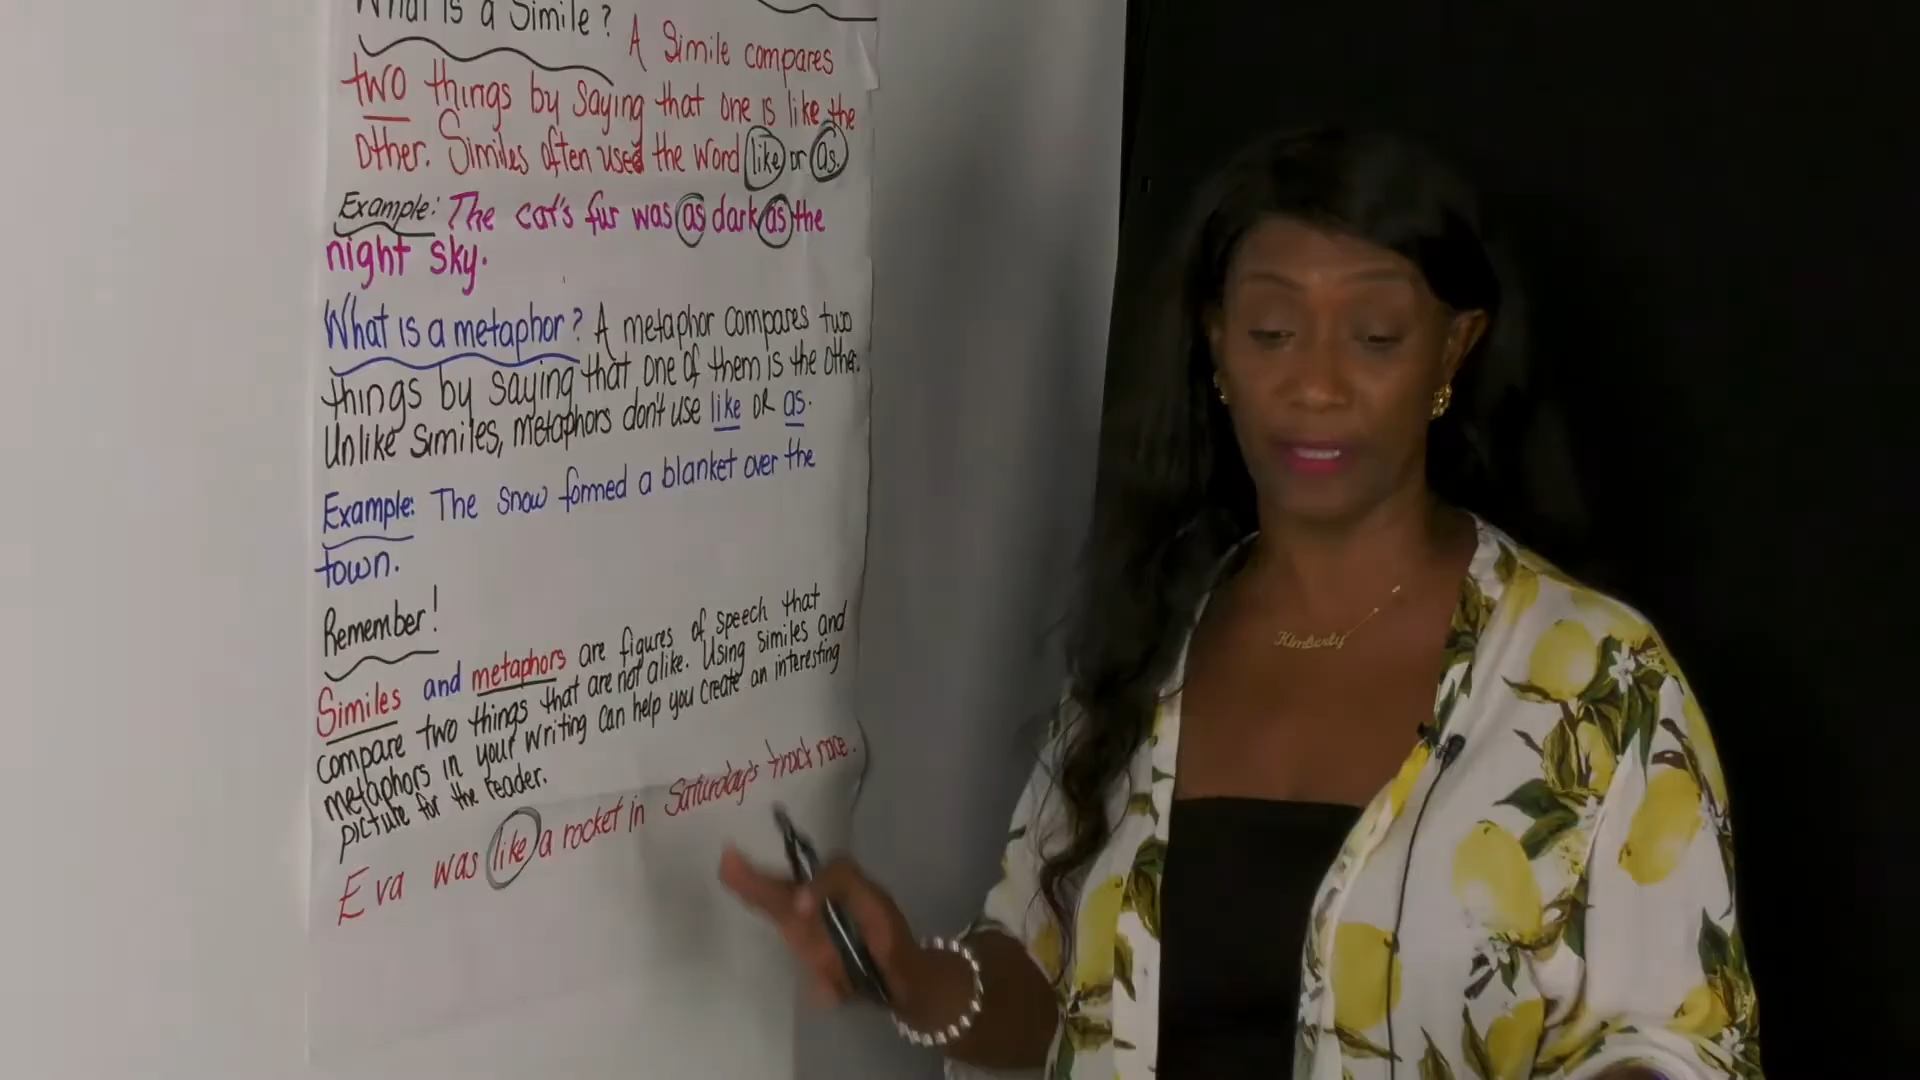 What is a Simile?
A Simile compares
two things by saying that one is like the
other. Similes often used the word like or as.
Example: The cat's fur was as dark as the
night sky.
What is a metaphor? A metaphor compares two
things by saying that one of them is the other.
Unlike similes, metaphors don't use like or as.
Example: The snow formed a blanket over the
town.
Remember!
Similes and metaphors are figures of speech that
compare two things that are not alike. Using similes and
metaphors in your writing can help you create an interesting
picture for the reader.
Eva was like a rocket in Saturday's track race.
Kimberly